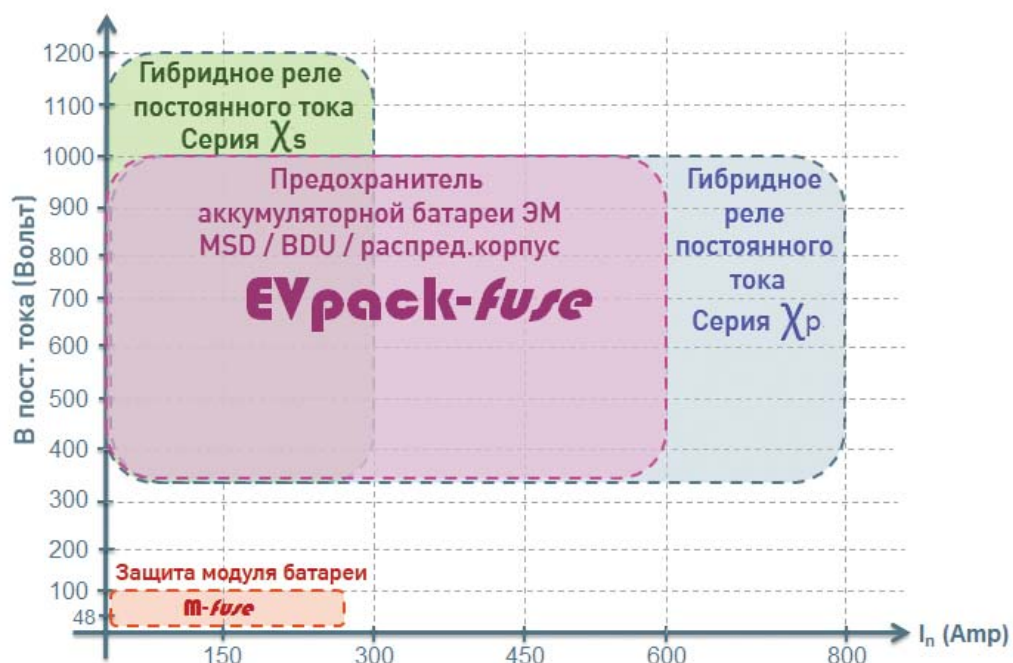 1200
1100
1000
900
800
700
600
500
400
300
200
100
48
В пост. тока (Вольт)
Гибридное реле
постоянного тока
Серия χs
Предохранитель
аккумуляторной батареи ЭМ
MSD / BDU / распред.корпус
EVpack-fuse
Гибридное
реле
постоянного
тока
Серия χp
Защита модуля батареи
M-fuse
150
300
450
600
800
In (Amp)